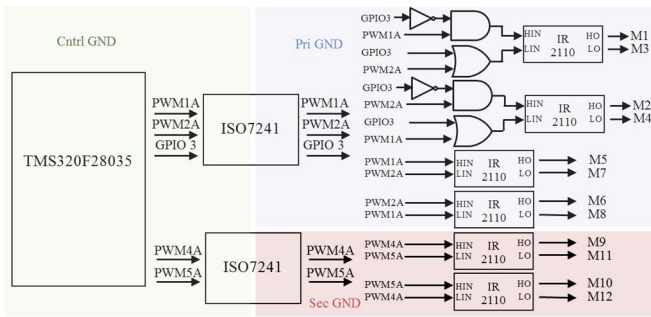 Cntrl GND
Pri GND
GPIO3
PWM1A
GPIO3
PWM2A
HIN
LIN
IR
2110
HO
LO
M1
M3
GPIO3
PWM2A
GPIO3
PWM1A
HIN
LIN
IR
2110
HO
LO
M2
M4
TMS320F28035
PWM1A
PWM2A
GPIO 3
ISO7241
PWM1A
PWM2A
GPIO 3
PWM1A
PWM2A
HIN
LIN
IR
2110
HO
LO
M5
M7
PWM2A
PWM1A
HIN
LIN
IR
2110
HO
LO
M6
M8
PWM4A
PWM5A
ISO7241
PWM4A
PWM5A
Sec GND
PWM4A
PWM5A
HIN
LIN
IR
2110
HO
LO
M9
M11
PWM5A
PWM4A
HIN
LIN
IR
2110
HO
LO
M10
M12